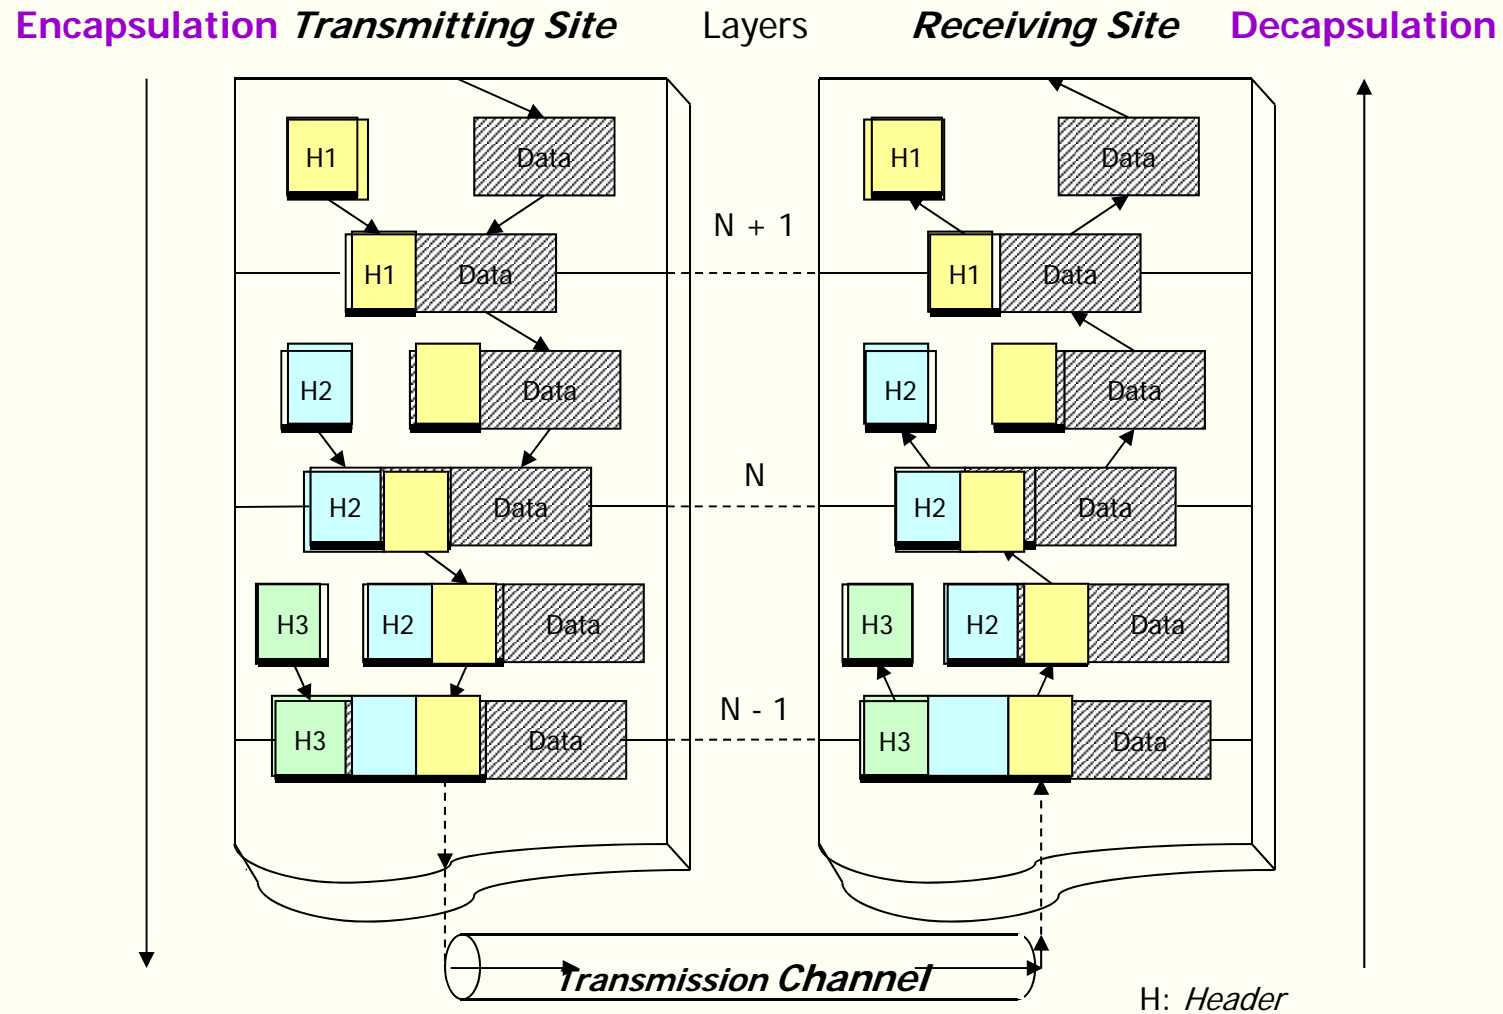 Encapsulation Transmitting Site Layers Receiving Site Decapsulation
H1 Data H1 Data
N + 1
H1 Data H1 Data
H2 Data H2 Data
N
H2 Data H2 Data
H3 H2 Data H3 H2 Data
N - 1
H3 Data H3 Data
Transmission Channel
H: Header